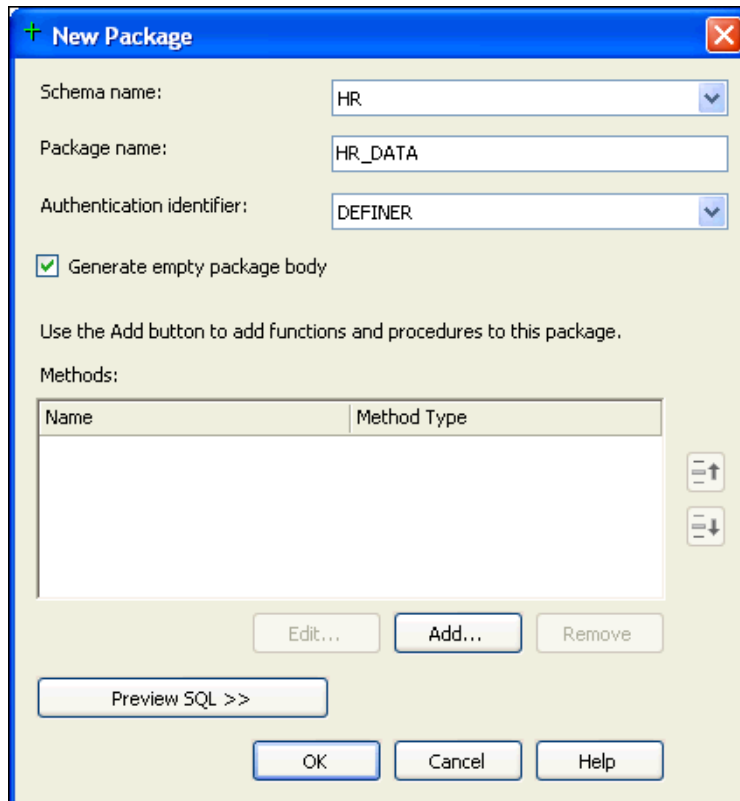 New Package
Schema name: HR
Package name: HR_DATA
Authentication identifier: DEFINER
Generate empty package body
Use the Add button to add functions and procedures to this package.
Methods:
Name Method Type
Edit... Add... Remove
Preview SQL >>
OK Cancel Help